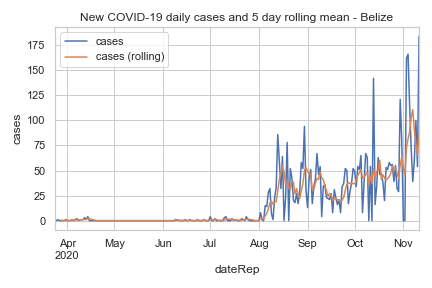 New COVID-19 daily cases and 5 day rolling mean - Belize
cases
cases (rolling)
175
150
125
100
75
50
25
0
cases
Apr May Jun Jul Aug Sep Oct Nov
2020
dateRep